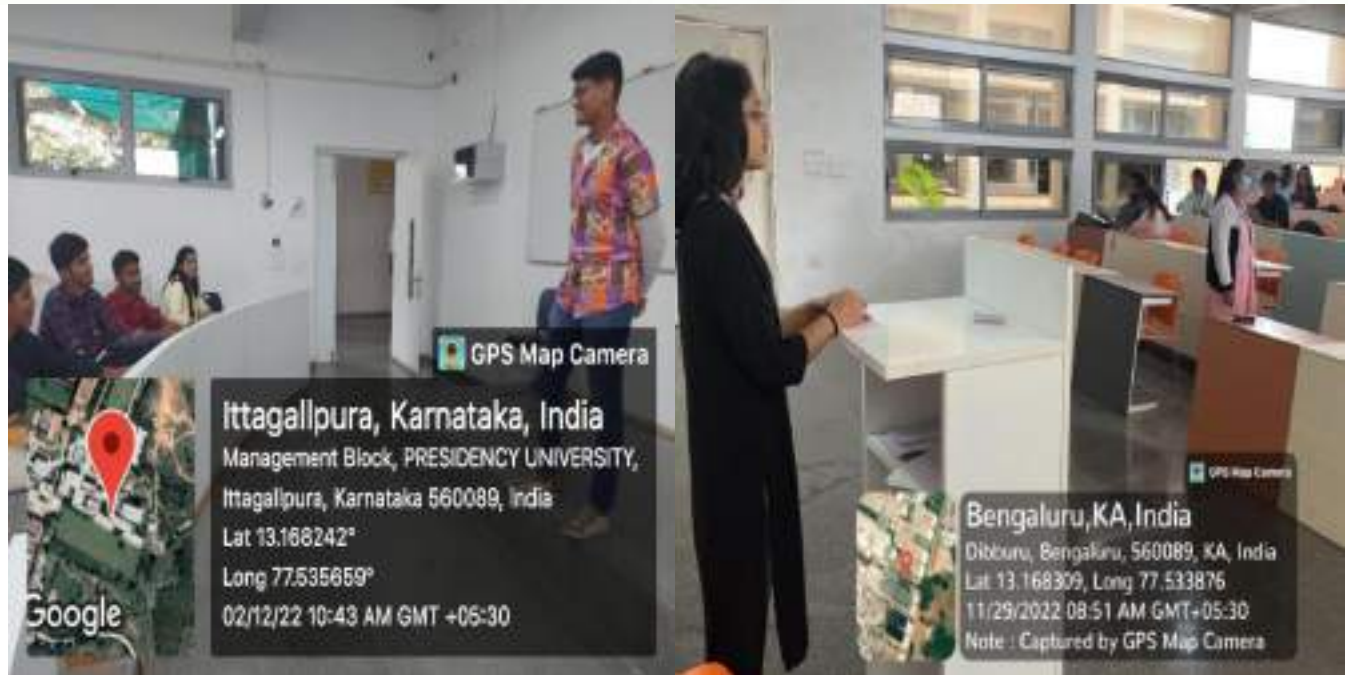 GPS Map Camera
Ittagallpura, Karnataka, India
Management Block, PRESIDENCY UNIVERSITY,
Ittagallpura, Karnataka 560089, India
Lat 13.168242°
Long 77.535659°
02/12/22 10:43 AM GMT +05:30
Google
GPS Map Camera
Bengaluru,KA,India
Dibburu, Bengaluru, 560089, KA, India
Lat 13.168309, Long 77.533876
11/29/2022 08:51 AM GMT+05:30
Note : Captured by GPS Map Camera